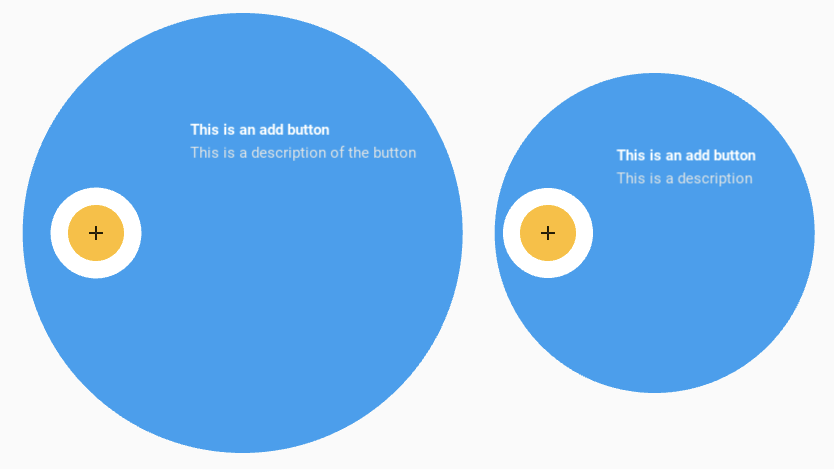 This is an add button
This is a description of the button
+
This is an add button
This is a description
+